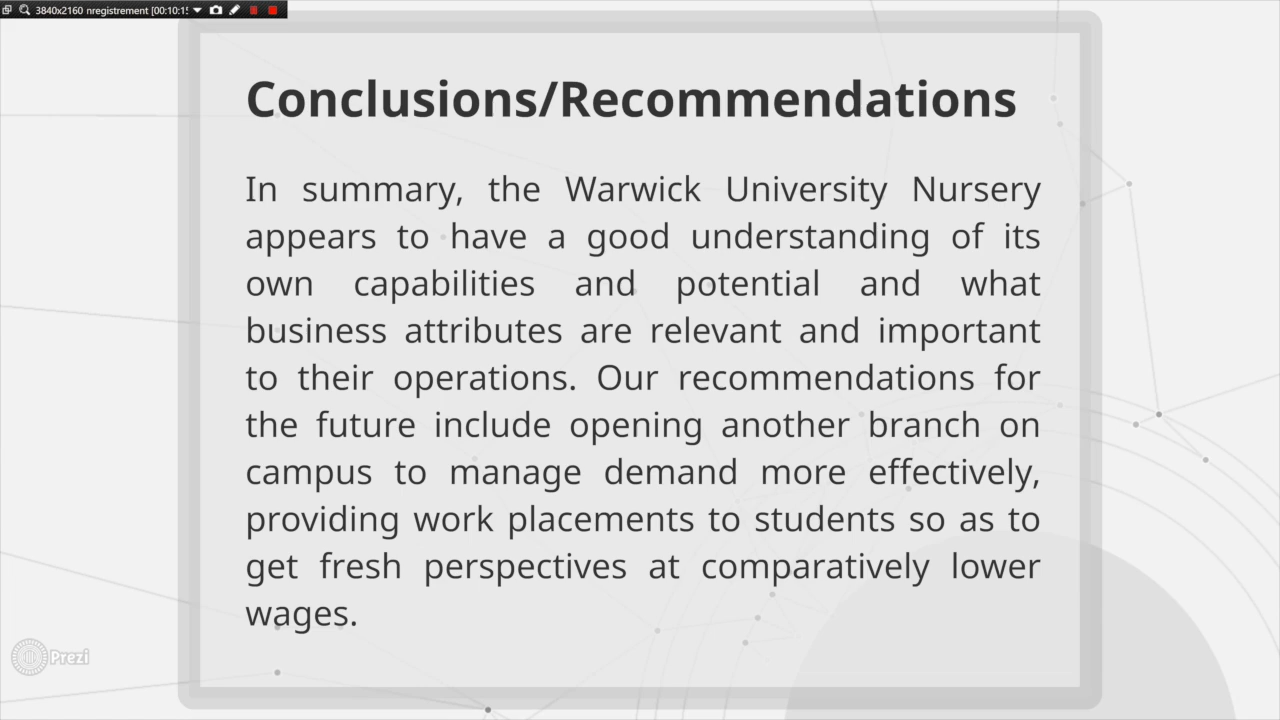 3840x2160 nregistrement [00:10:15
Conclusions/Recommendations
In summary, the Warwick University Nursery
appears to have a good understanding of its
own capabilities and potential and what
business attributes are relevant and important
to their operations. Our recommendations for
the future include opening another branch on
campus to manage demand more effectively,
providing work placements to students so as to
get fresh perspectives at comparatively lower
wages.
Prezi